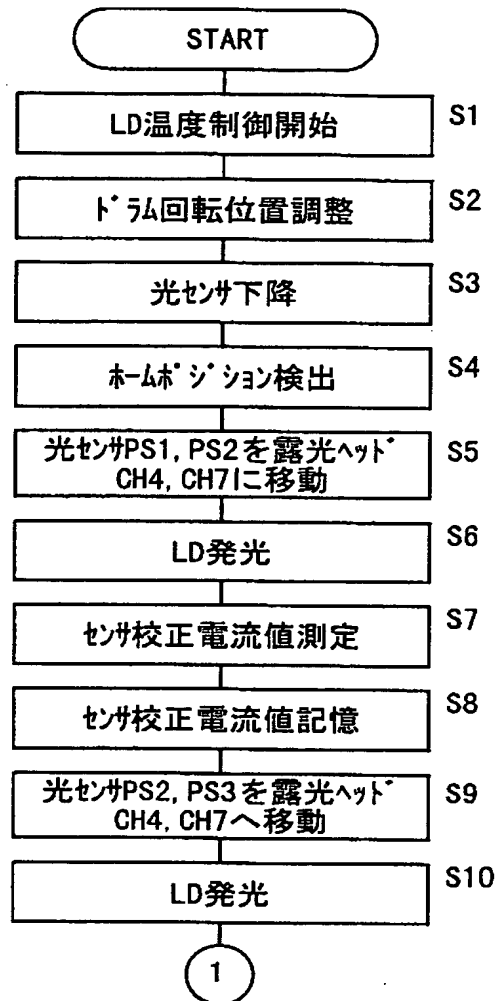 START
LD温度制御開始 S1
ﾄﾞﾗﾑ回転位置調整 S2
光ｾﾝｻ下降 S3
ﾎｰﾑﾎﾟｼﾞｼｮﾝ検出 S4
光ｾﾝｻPS1, PS2を露光ﾍｯﾄﾞ S5
CH4, CH7に移動
LD発光 S6
ｾﾝｻ校正電流値測定 S7
ｾﾝｻ校正電流値記憶 S8
光ｾﾝｻPS2, PS3を露光ﾍｯﾄﾞ S9
CH4, CH7へ移動
LD発光 S10
1